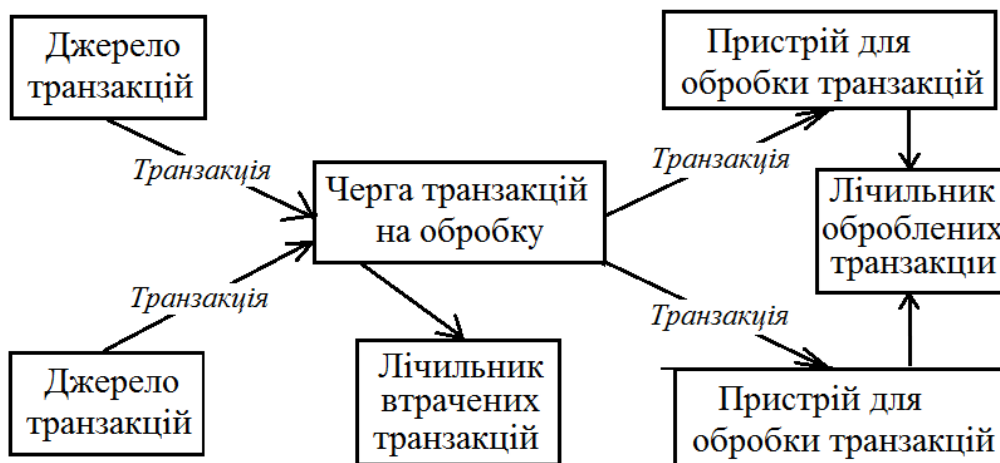 Джерело
транзакцій
Пристрій для
обробки транзакцій
Транзакція
Транзакція
Черга транзакцій
на обробку
Лічильник
оброблених
транзакціи
Транзакція
Транзакція
Джерело
транзакцій
Лічильник
втрачених
транзакцій
Пристрій для
обробки транзакцій